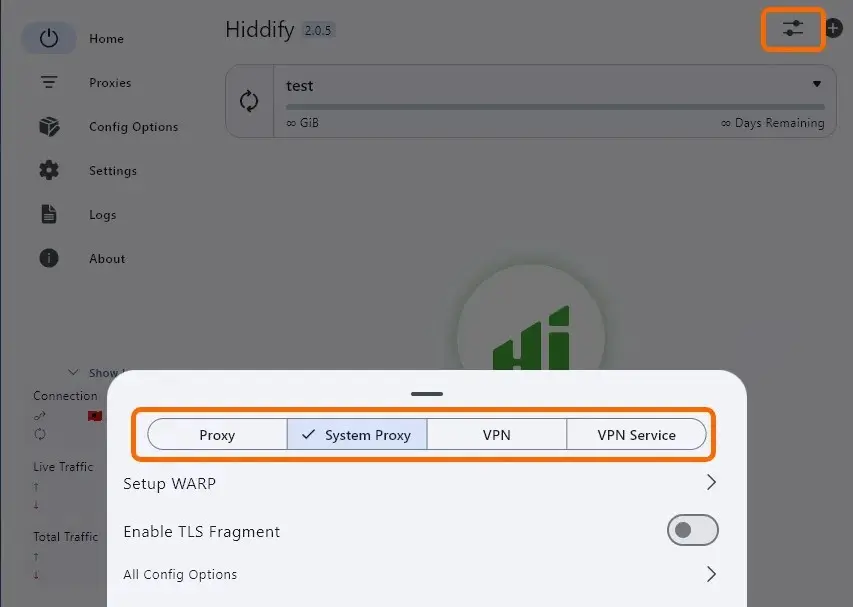 Hiddify 2.0.5
Home
Proxies
Config Options
Settings
Logs
About
test
∞ GiB
∞ Days Remaining
Show
Connection
Live Traffic
↑
↓
Total Traffic
↑
↓
Proxy
✓ System Proxy
VPN
VPN Service
Setup WARP
Enable TLS Fragment
All Config Options